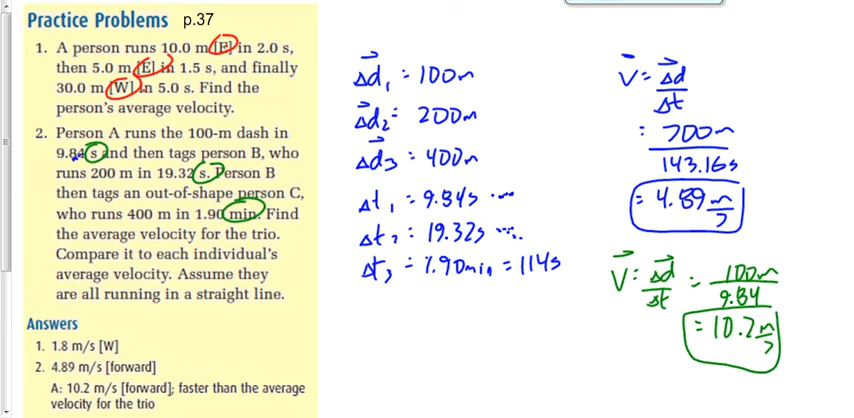 Practice Problems p.37
1. A person runs 10.0 m [E] in 2.0 s,
then 5.0 m [E] in 1.5 s, and finally
30.0 m [W] in 5.0 s. Find the
person's average velocity.
2. Person A runs the 100-m dash in
9.84 s and then tags person B, who
runs 200 m in 19.32 s. Person B
then tags an out-of-shape person C,
who runs 400 m in 1.90 min. Find
the average velocity for the trio.
Compare it to each individual's
average velocity. Assume they
are all running in a straight line.
Answers
1. 1.8 m/s [W]
2. 4.89 m/s [forward]
A: 10.2 m/s [forward]; faster than the average
velocity for the trio
Δd⃗₁ = 100m
Δd⃗₂ = 200m
Δd⃗₃ = 400m
Δt₁ = 9.84s
Δt₂ = 19.32s
Δt₃ = 1.90min = 114s
V⃗ = Δd⃗/Δt
= 700m/143.16s
= 4.89 m/s
V⃗ = Δd⃗/Δt = 100m/9.84
= 10.2 m/s